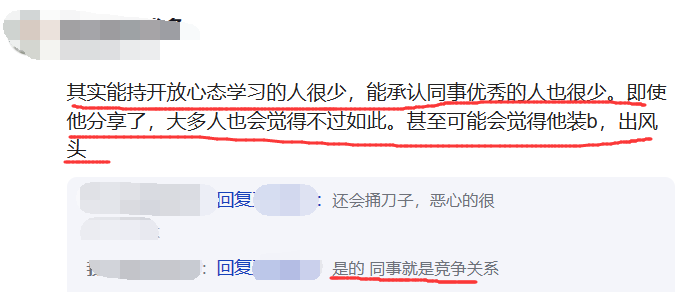 其实能持开放心态学习的人很少，能承认同事优秀的人也很少。即使
他分享了，大多人也会觉得不过如此。甚至可能会觉得他装b，出风
头
回复 ：还会捅刀子，恶心的很
：回复 ：是的 同事就是竞争关系